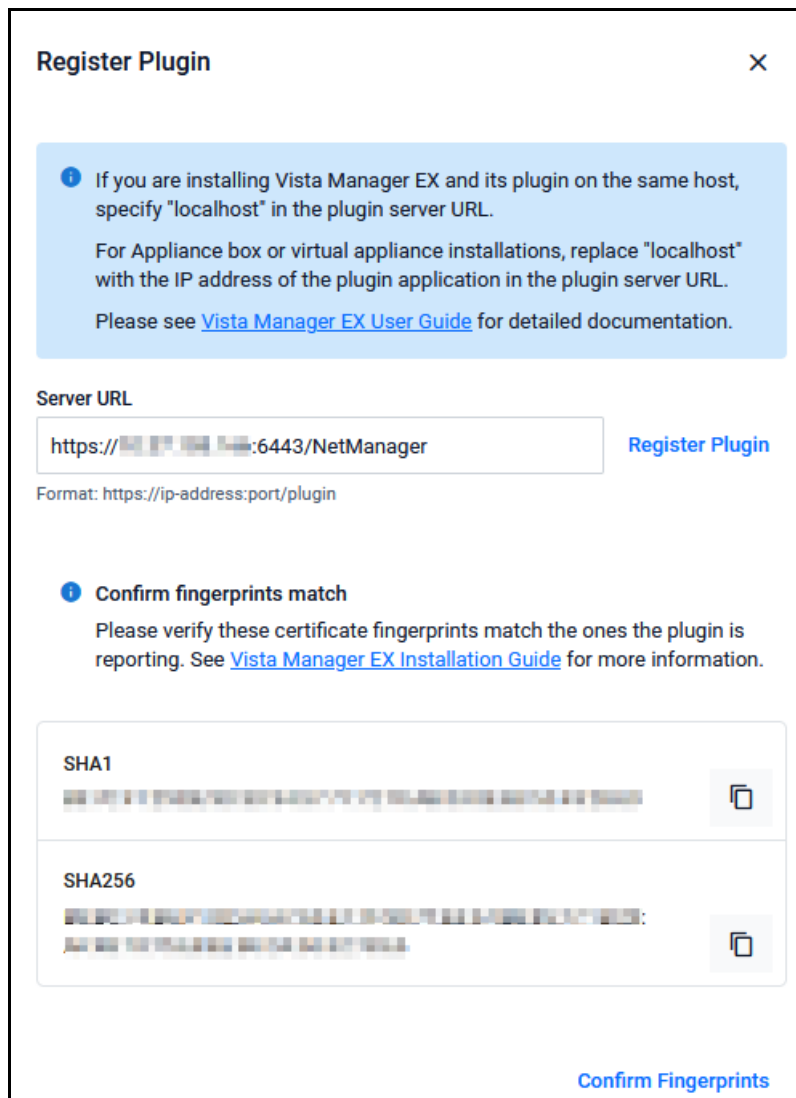 Register Plugin
If you are installing Vista Manager EX and its plugin on the same host,
specify "localhost" in the plugin server URL.
For Appliance box or virtual appliance installations, replace "localhost"
with the IP address of the plugin application in the plugin server URL.
Please see Vista Manager EX User Guide for detailed documentation.
Server URL
https:// :6443/NetManager
Register Plugin
Format: https://ip-address:port/plugin
Confirm fingerprints match
Please verify these certificate fingerprints match the ones the plugin is
reporting. See Vista Manager EX Installation Guide for more information.
SHA1
SHA256
Confirm Fingerprints